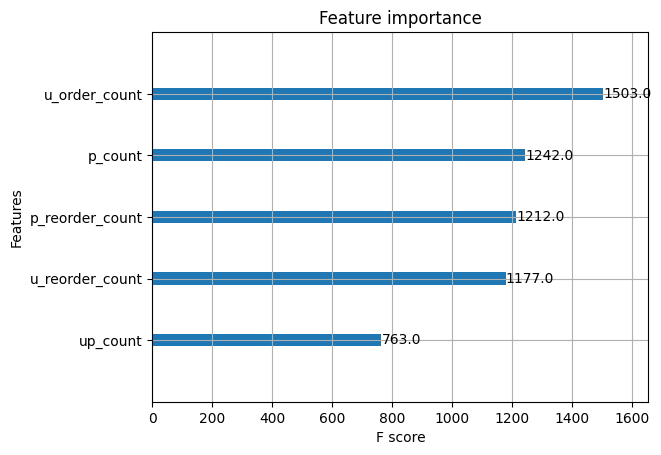 Feature importance
Features
u_order_count 1503.0
p_count 1242.0
p_reorder_count 1212.0
u_reorder_count 1177.0
up_count 763.0
0 200 400 600 800 1000 1200 1400 1600
F score